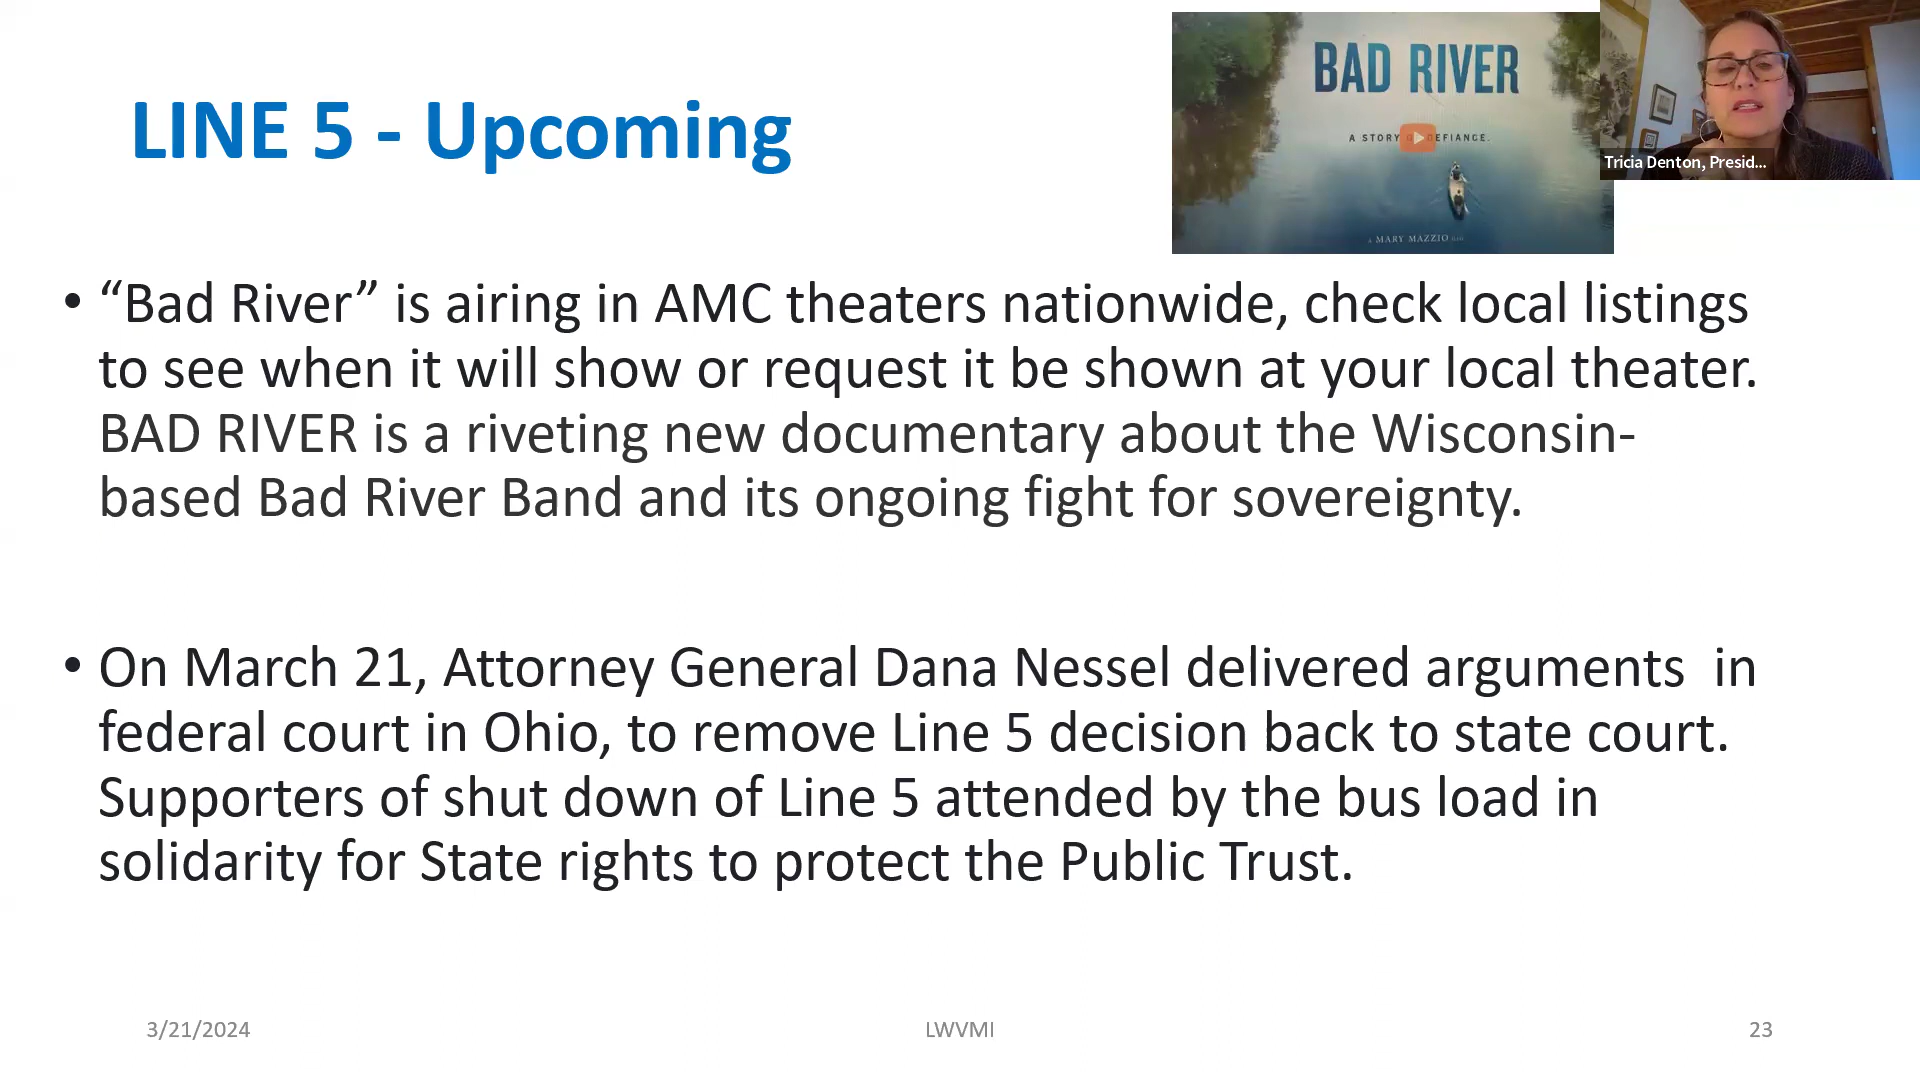 LINE 5 - Upcoming
BAD RIVER
A STORY OF DEFIANCE.
A MARY MAZZIO
Tricia Denton, Presid...
• “Bad River” is airing in AMC theaters nationwide, check local listings
to see when it will show or request it be shown at your local theater.
BAD RIVER is a riveting new documentary about the Wisconsin-
based Bad River Band and its ongoing fight for sovereignty.
• On March 21, Attorney General Dana Nessel delivered arguments  in
federal court in Ohio, to remove Line 5 decision back to state court.
Supporters of shut down of Line 5 attended by the bus load in
solidarity for State rights to protect the Public Trust.
3/21/2024
LWVMI
23